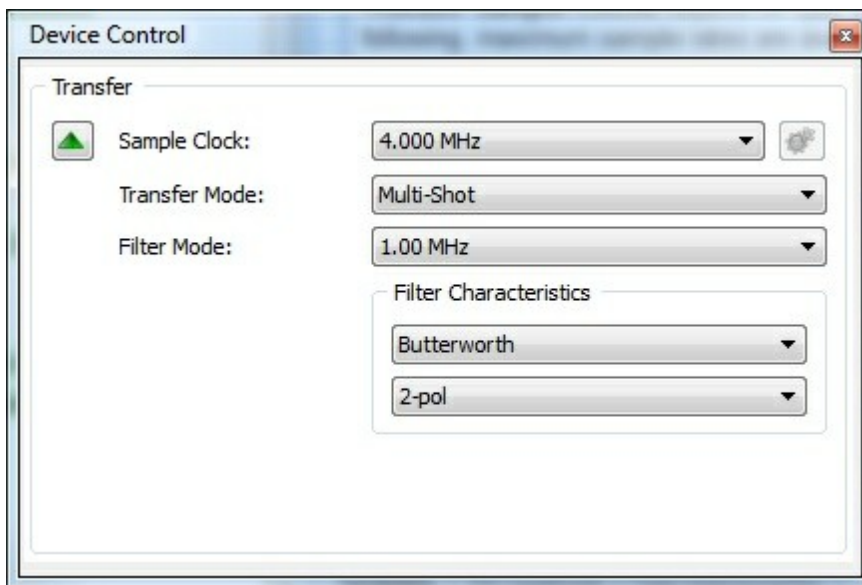 Device Control
Transfer
Sample Clock: 4.000 MHz
Transfer Mode: Multi-Shot
Filter Mode: 1.00 MHz
Filter Characteristics
Butterworth
2-pol